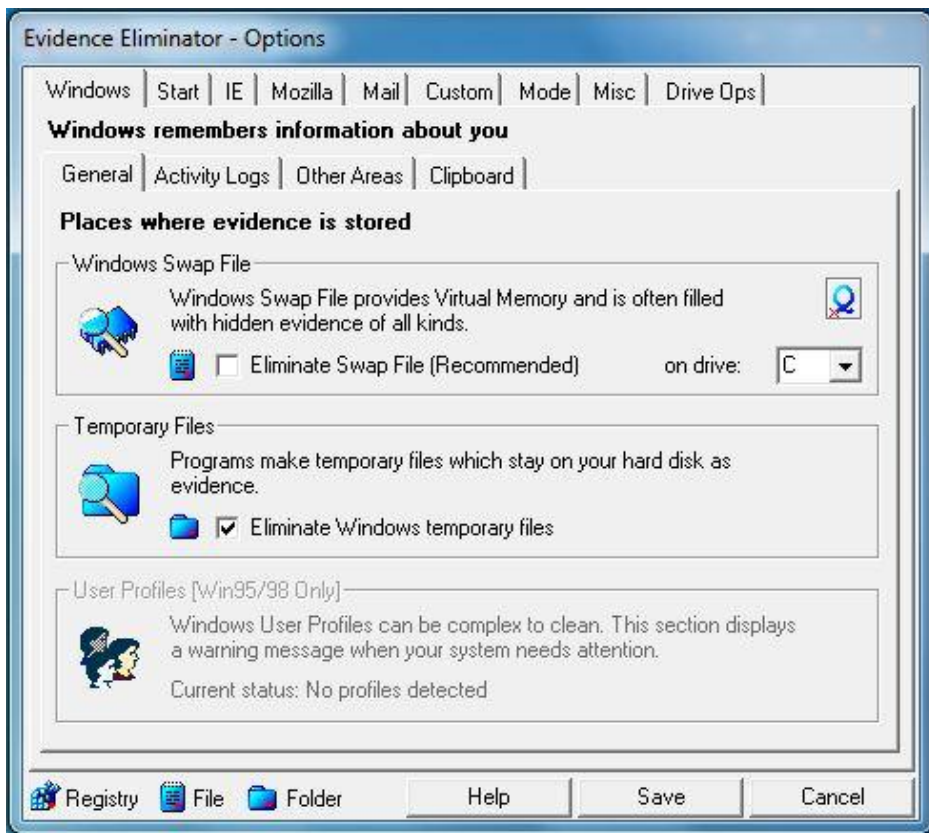 Evidence Eliminator - Options
Windows Start IE Mozilla Mail Custom Mode Misc Drive Ops
Windows remembers information about you
General Activity Logs Other Areas Clipboard
Places where evidence is stored
Windows Swap File
Windows Swap File provides Virtual Memory and is often filled
with hidden evidence of all kinds.
Eliminate Swap File (Recommended) on drive: C
Temporary Files
Programs make temporary files which stay on your hard disk as
evidence.
Eliminate Windows temporary files
User Profiles [Win95/98 Only]
Windows User Profiles can be complex to clean. This section displays
a warning message when your system needs attention.
Current status: No profiles detected
Registry File Folder Help Save Cancel